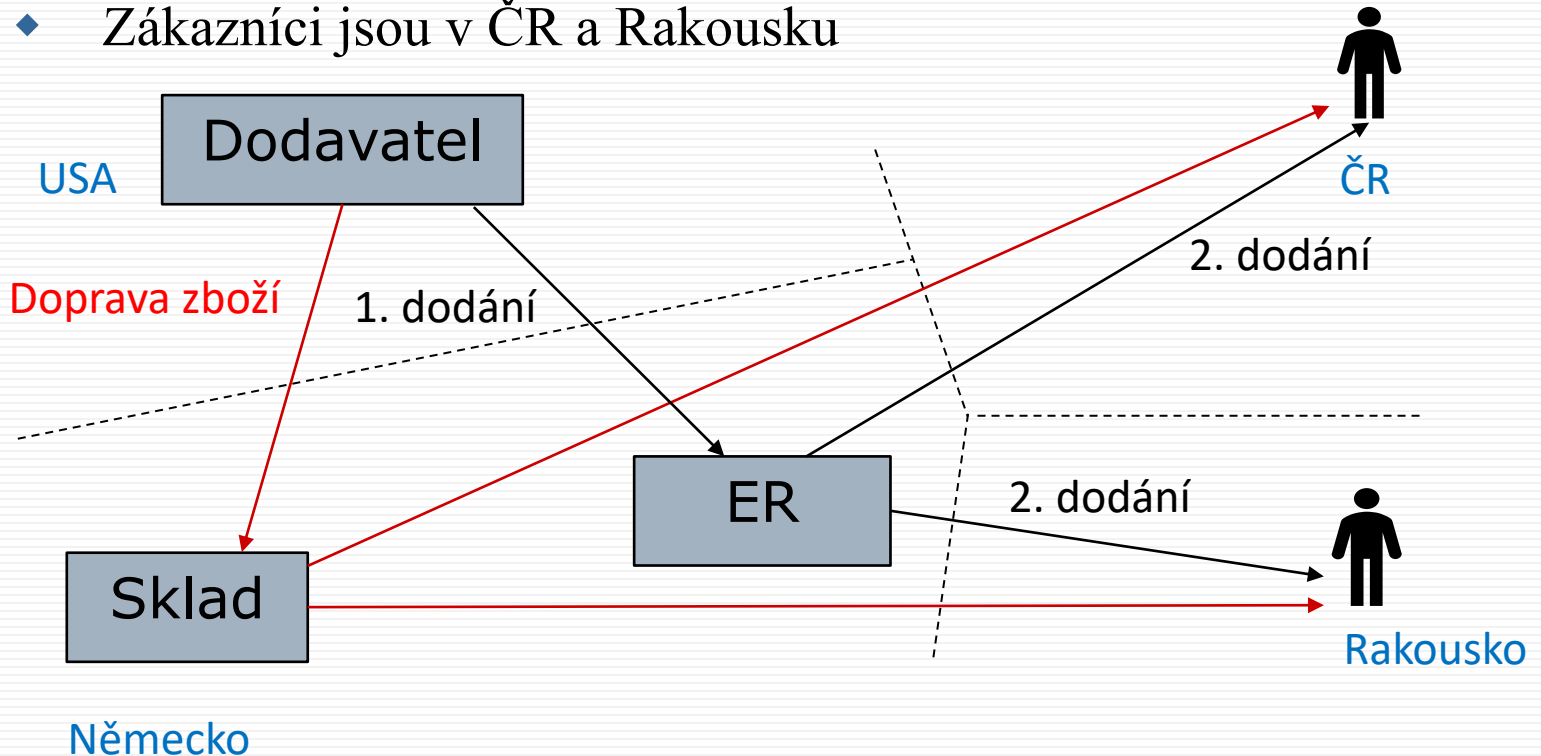 Zákazníci jsou v ČR a Rakousku
Dodavatel
USA
ČR
2. dodání
Doprava zboží
1. dodání
ER
2. dodání
Sklad
Rakousko
Německo